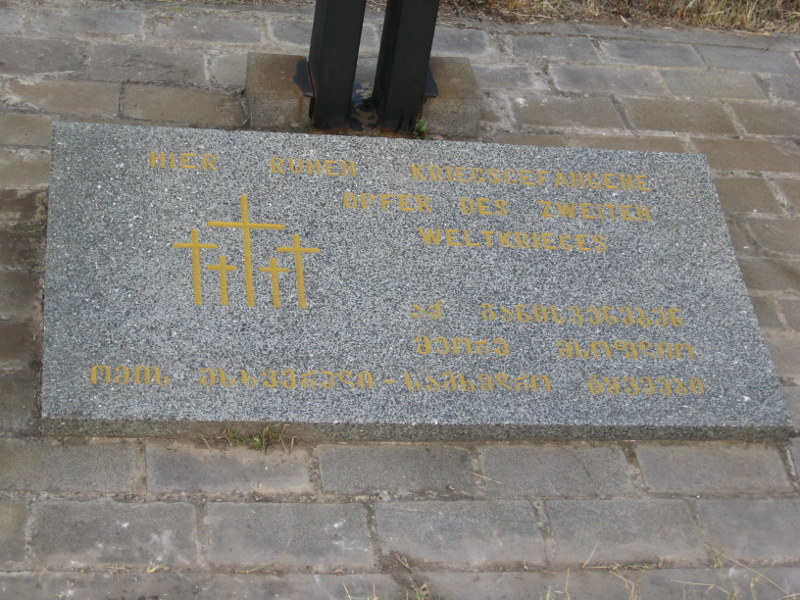 HIER RUHEN KRIEGSGEFANGENE
OPFER DES ZWEITEN
WELTKRIEGES
აქ განისვენებენ
მეორე მსოფლიო
ომის მსხვერპლი - სამხედრო ტყვეები